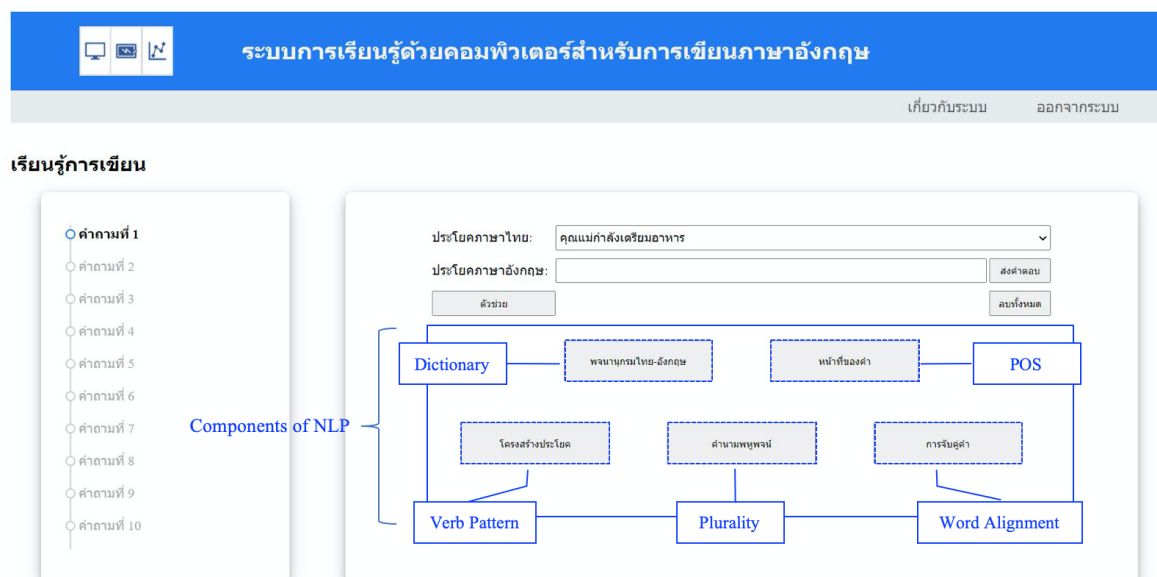 ระบบการเรียนรู้ด้วยคอมพิวเตอร์สำหรับการเขียนภาษาอังกฤษ
เกี่ยวกับระบบ ออกจากระบบ
เรียนรู้การเขียน
คำถามที่ 1
คำถามที่ 2
คำถามที่ 3
คำถามที่ 4
คำถามที่ 5
คำถามที่ 6
คำถามที่ 7
คำถามที่ 8
คำถามที่ 9
คำถามที่ 10
ประโยคภาษาไทย: คุณแม่กำลังเตรียมอาหาร
ประโยคภาษาอังกฤษ: ส่งคำตอบ
ตัวช่วย ลบทั้งหมด
Dictionary พจนานุกรมไทย-อังกฤษ หน้าที่ของคำ POS
Components of NLP
โครงสร้างประโยค คำนามพหูพจน์ การจับคู่คำ
Verb Pattern Plurality Word Alignment